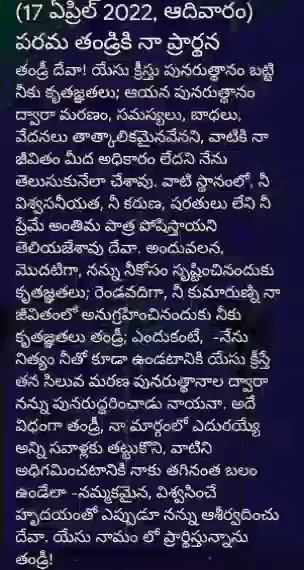 (17 ఏప్రిల్ 2022, ఆదివారం)
పరమ తండ్రికి నా ప్రార్థన
తండ్రీ దేవా! యేసు క్రీస్తు పునరుత్థానం బట్టి
నీకు కృతజ్ఞతలు; ఆయన పునరుత్థానం
ద్వారా మరణం, సమస్యలు, బాధలు,
వేదనలు తాత్కాలికమైనవేనని, వాటికి నా
జీవితం మీద అధికారం లేదని నేను
తెలుసుకునేలా చేశావు. వాటి స్థానంలో, నీ
విశ్వసనీయత, నీ కరుణ, షరతులు లేని నీ
ప్రేమే అంతిమ పాత్ర పోషిస్తాయని
తెలియజేశావు దేవా. అందువలన,
మొదటిగా, నన్ను నీకోసం సృష్టించినందుకు
కృతజ్ఞతలు; రెండవదిగా, నీ కుమారుణ్ని నా
జీవితంలో అనుగ్రహించినందుకు నీకు
కృతజ్ఞతలు తండ్రీ; ఎందుకంటే, -నేను
నిత్యం నీతో కూడా ఉండటానికి యేసు క్రీస్తే
తన సిలువ మరణ పునరుత్థానాల ద్వారా
నన్ను పునరుద్ధరించాడు నాయనా. అదే
విధంగా తండ్రీ, నా మార్గంలో ఎదురయ్యే
అన్ని సవాళ్లకు తట్టుకొని, వాటిని
అధిగమించటానికి నాకు తగినంత బలం
ఉండేలా -నమ్మకమైన, విశ్వసించే
హృదయంతో ఎప్పుడూ నన్ను ఆశీర్వదించు
దేవా. యేసు నామం లో ప్రార్థిస్తున్నాను
తండ్రీ!